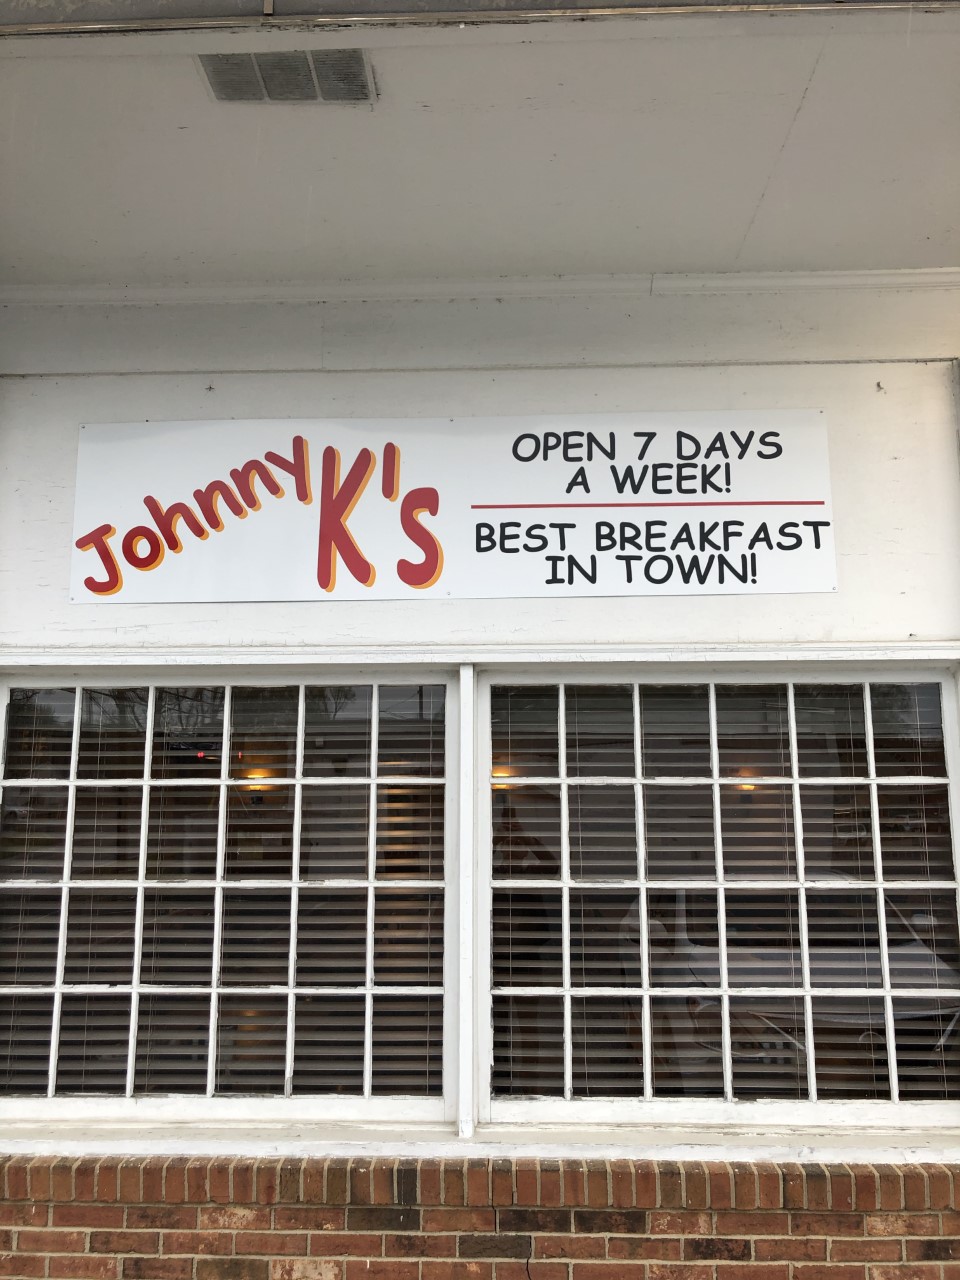 Johnny K's
OPEN 7 DAYS
A WEEK!
BEST BREAKFAST
IN TOWN!